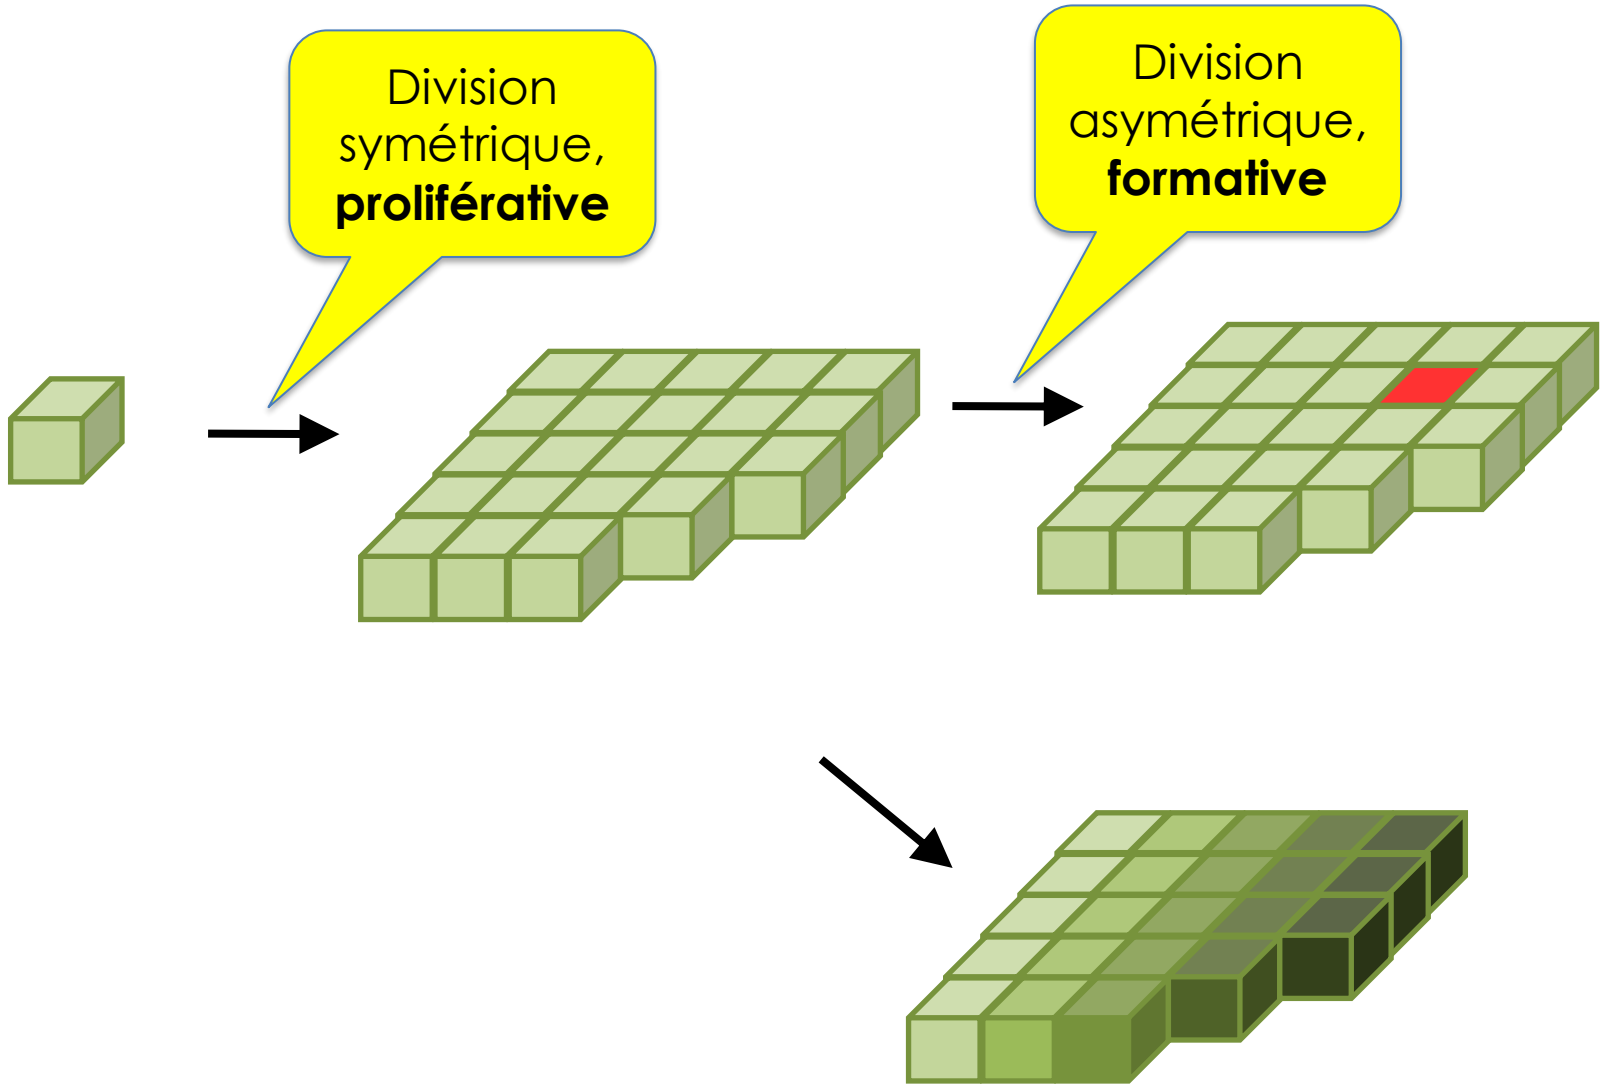 Division
symétrique,
proliférative
Division
asymétrique,
formative